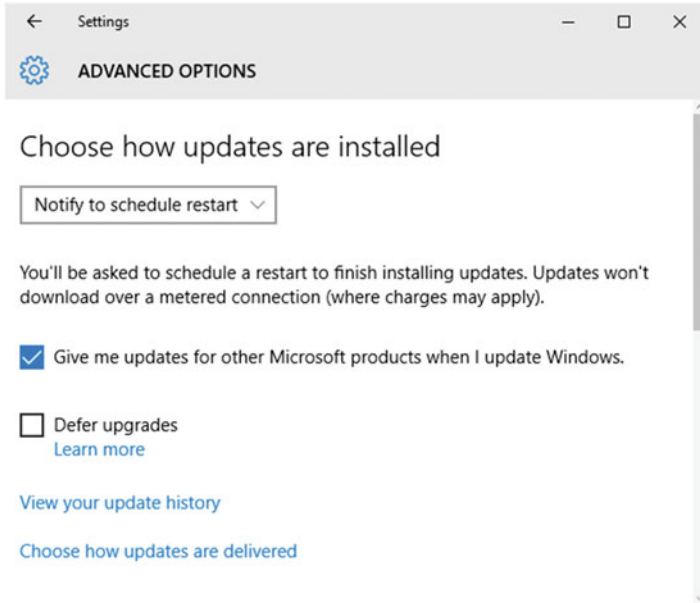 Settings
ADVANCED OPTIONS
Choose how updates are installed
Notify to schedule restart
You'll be asked to schedule a restart to finish installing updates. Updates won't
download over a metered connection (where charges may apply).
Give me updates for other Microsoft products when I update Windows.
Defer upgrades
Learn more
View your update history
Choose how updates are delivered